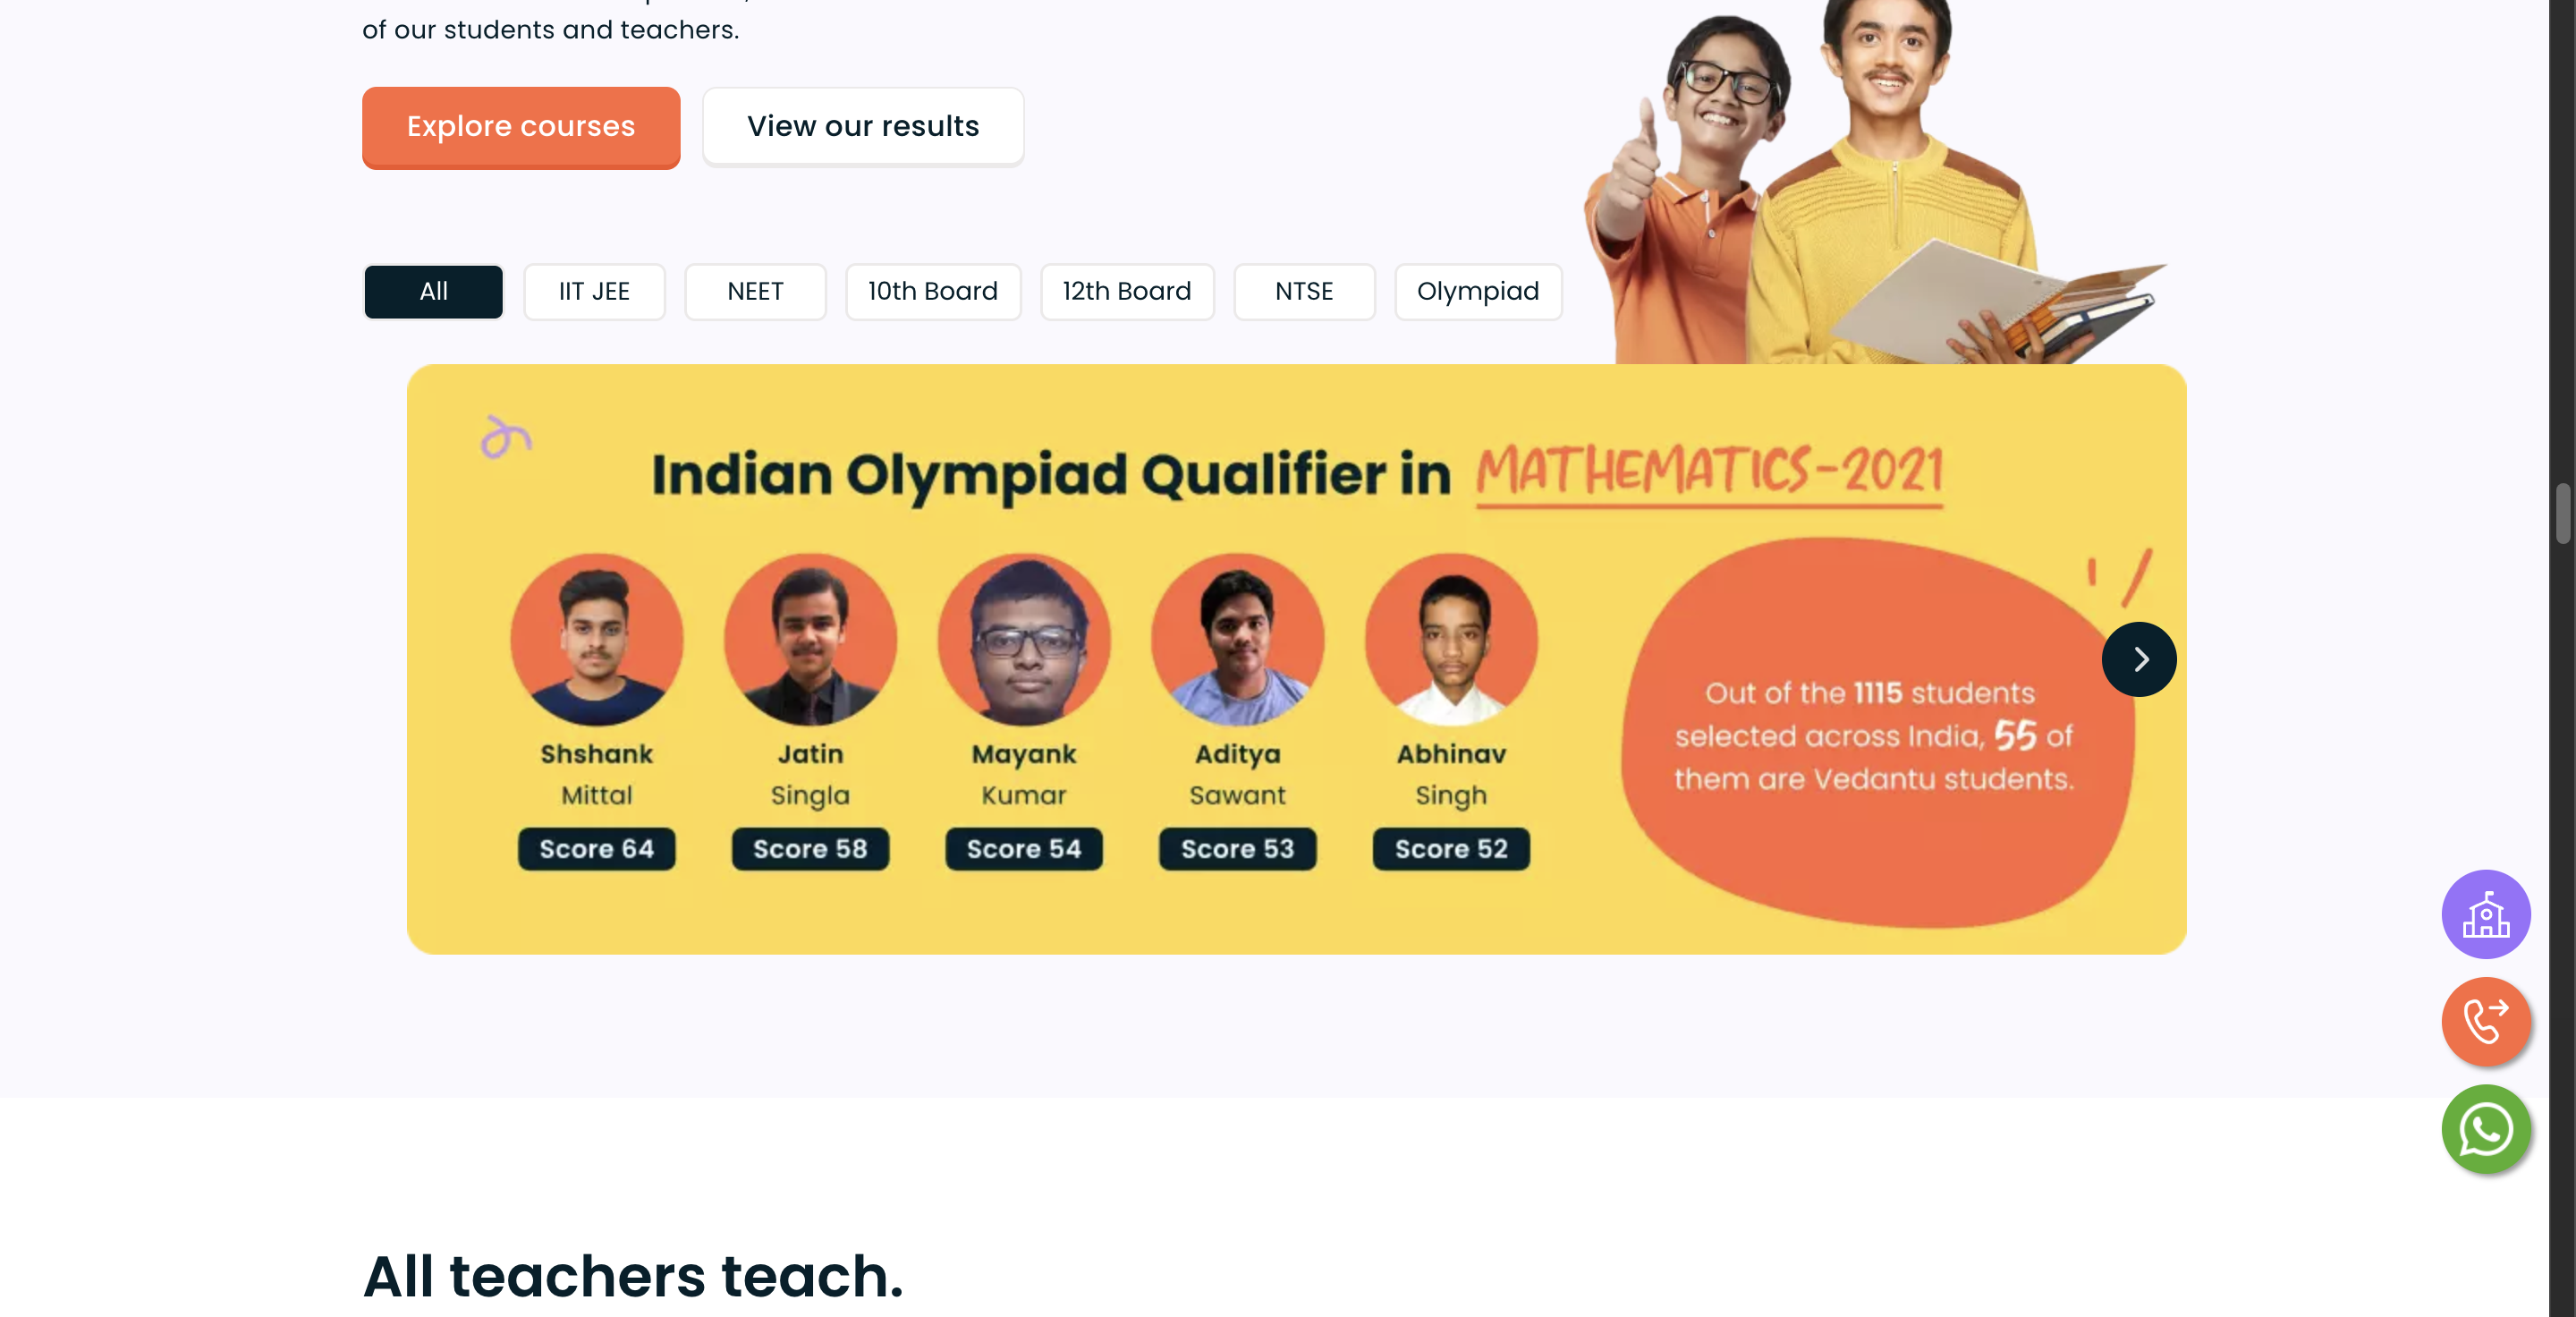 of our students and teachers.
Explore courses
View our results
All
IIT JEE
NEET
10th Board
12th Board
NTSE
Olympiad
Indian Olympiad Qualifier in MATHEMATICS-2021
Shshank
Mittal
Score 64
Jatin
Singla
Score 58
Mayank
Kumar
Score 54
Aditya
Sawant
Score 53
Abhinav
Singh
Score 52
Out of the 1115 students
selected across India, 55 of
them are Vedantu students.
All teachers teach.